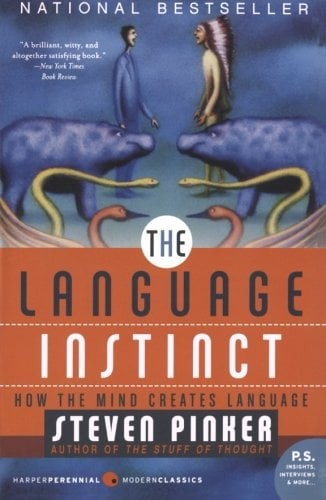 NATIONAL BESTSELLER
"A brilliant, witty, and
altogether satisfying book."
—New York Times
Book Review
THE
LANGUAGE
INSTINCT
HOW THE MIND CREATES LANGUAGE
STEVEN PINKER
AUTHOR OF THE STUFF OF THOUGHT
P.S.
INSIGHTS,
INTERVIEWS
& MORE...
HARPERPERENNIAL MODERNCLASSICS